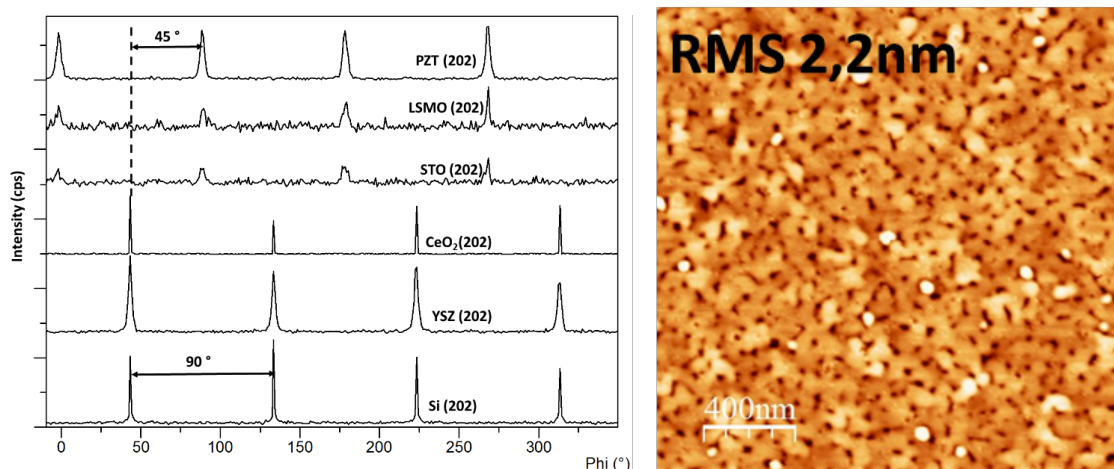 45 °
PZT (202)
LSMO (202)
STO (202)
CeO₂(202)
YSZ (202)
90 °
Si (202)
Intensity (cps)
0 50 100 150 200 250 300
Phi (°)
RMS 2,2nm
400nm